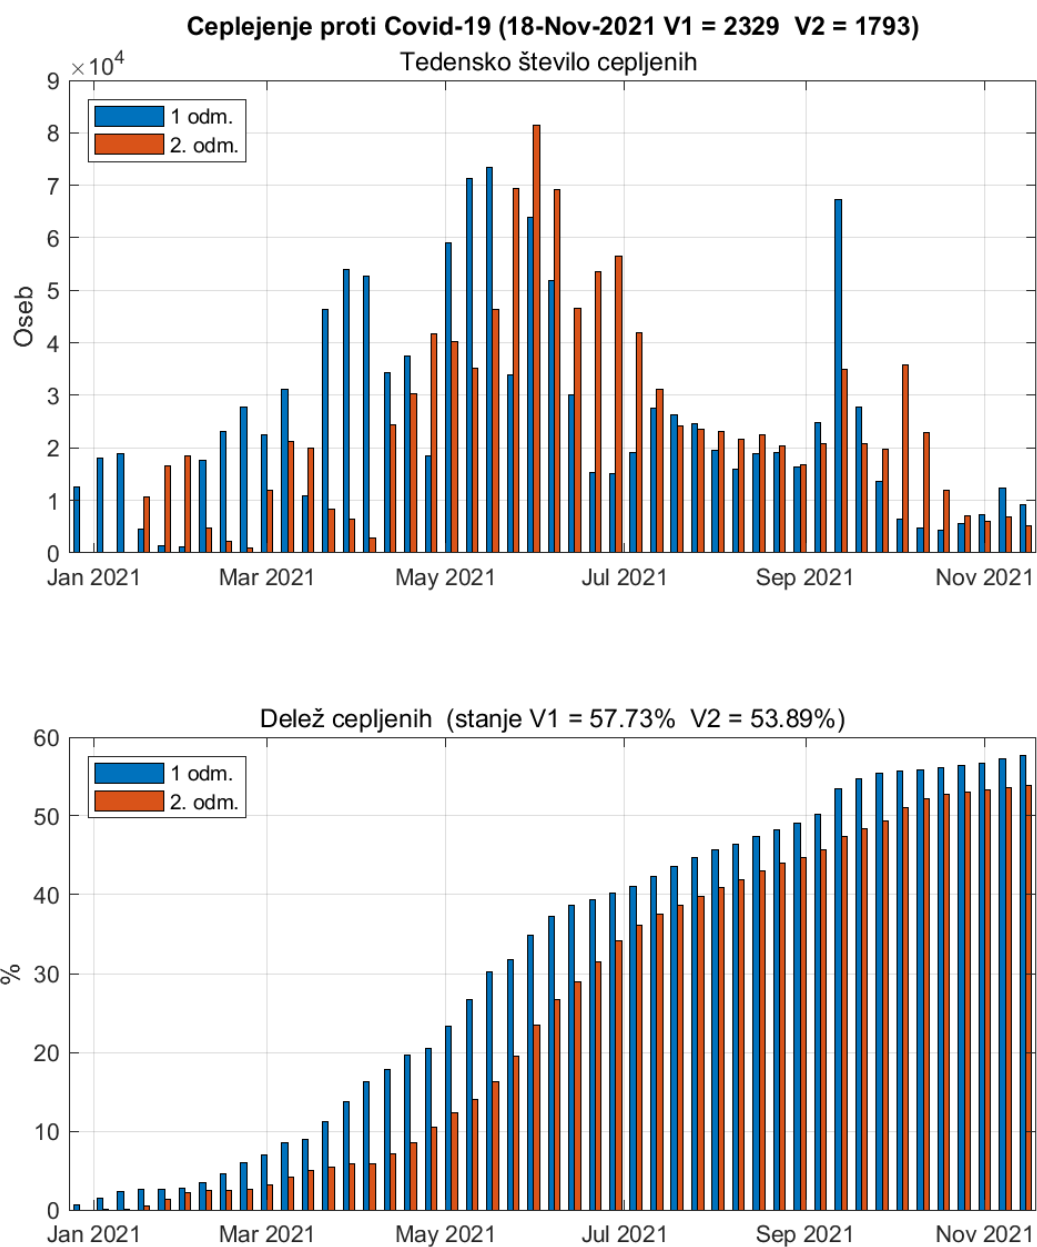 Ceplejenje proti Covid-19 (18-Nov-2021 V1 = 2329 V2 = 1793)
×10⁴
Tedensko število cepljenih
1 odm.
2. odm.
Oseb
9
8
7
6
5
4
3
2
1
0
Jan 2021 Mar 2021 May 2021 Jul 2021 Sep 2021 Nov 2021
Delež cepljenih (stanje V1 = 57.73% V2 = 53.89%)
1 odm.
2. odm.
%
60
50
40
30
20
10
0
Jan 2021 Mar 2021 May 2021 Jul 2021 Sep 2021 Nov 2021